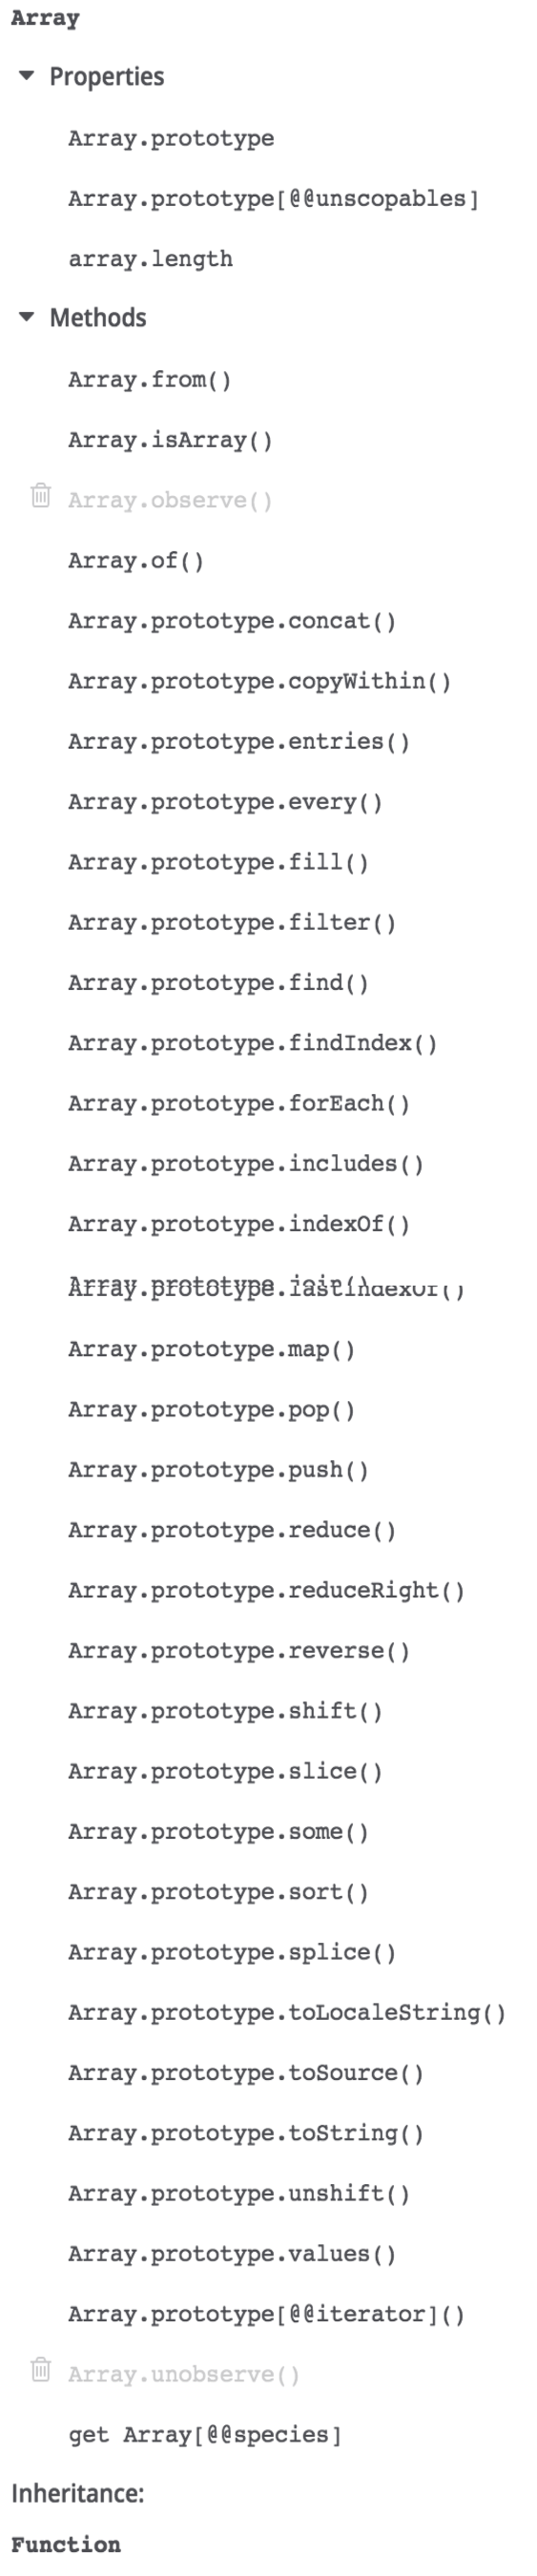 Array
Properties
Array.prototype
Array.prototype[@@unscopables]
array.length
Methods
Array.from()
Array.isArray()
Array.observe()
Array.of()
Array.prototype.concat()
Array.prototype.copyWithin()
Array.prototype.entries()
Array.prototype.every()
Array.prototype.fill()
Array.prototype.filter()
Array.prototype.find()
Array.prototype.findIndex()
Array.prototype.forEach()
Array.prototype.includes()
Array.prototype.indexOf()
Array.prototype.
Array.prototype.map()
Array.prototype.pop()
Array.prototype.push()
Array.prototype.reduce()
Array.prototype.reduceRight()
Array.prototype.reverse()
Array.prototype.shift()
Array.prototype.slice()
Array.prototype.some()
Array.prototype.sort()
Array.prototype.splice()
Array.prototype.toLocaleString()
Array.prototype.toSource()
Array.prototype.toString()
Array.prototype.unshift()
Array.prototype.values()
Array.prototype[@@iterator]()
Array.unobserve()
get Array[@@species]
Inheritance:
Function